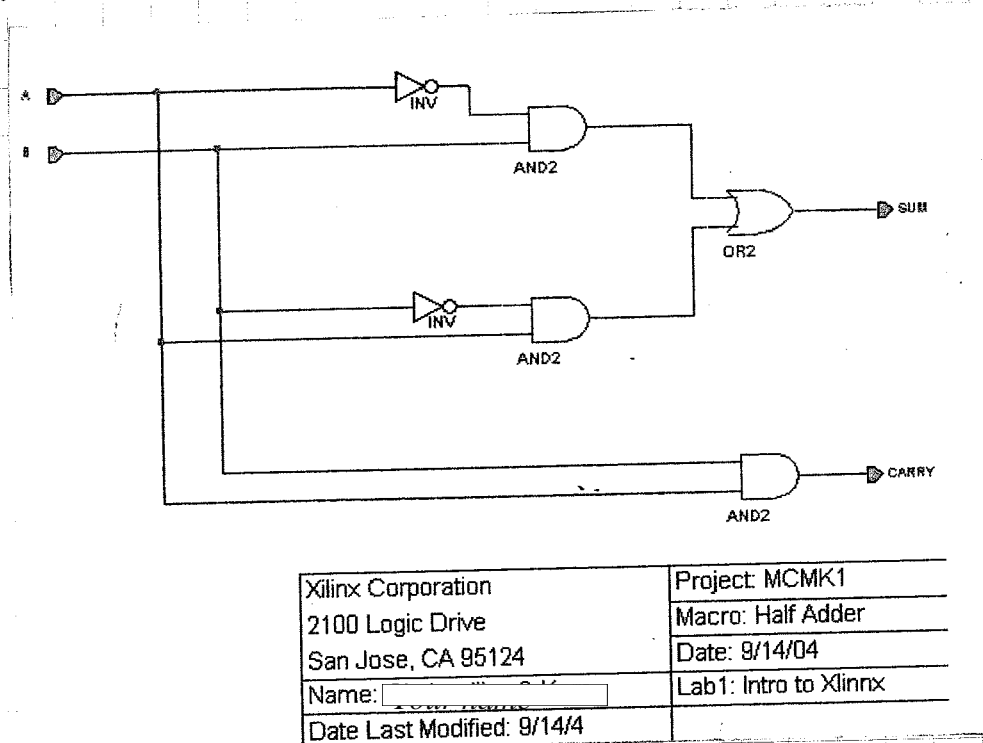 A
INV
B
AND2
SUM
OR2
INV
AND2
CARRY
AND2
Xilinx Corporation
2100 Logic Drive
San Jose, CA 95124
Name:
Date Last Modified: 9/14/4
Project: MCMK1
Macro: Half Adder
Date: 9/14/04
Lab1: Intro to Xlinnx